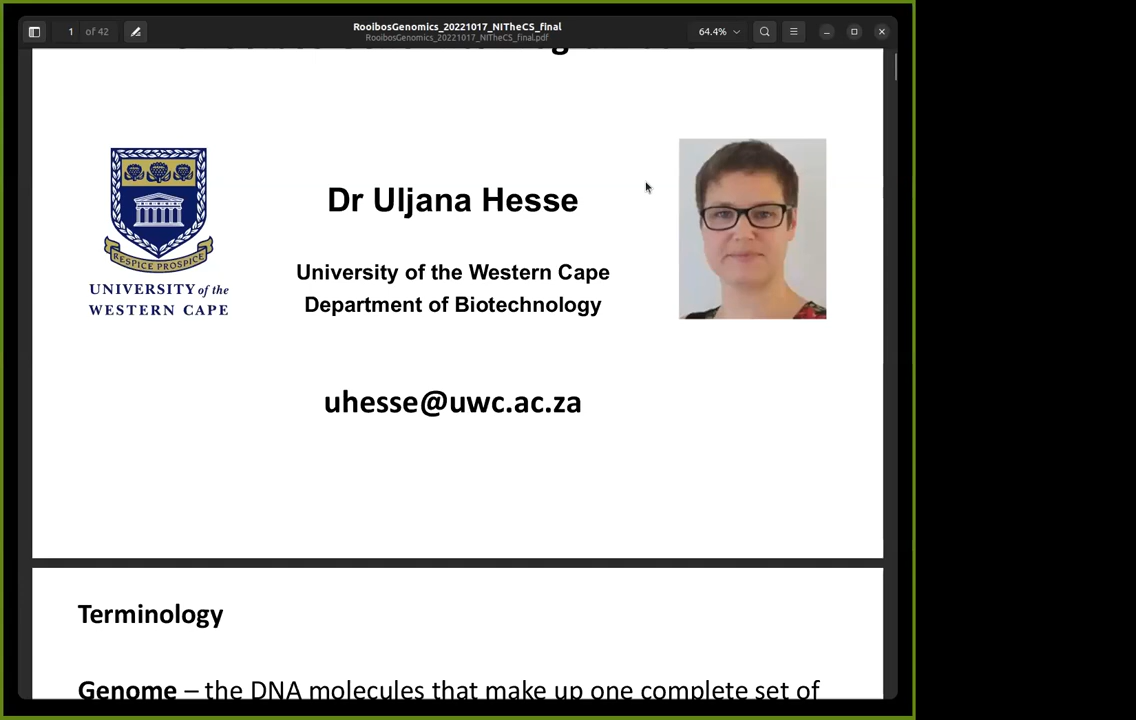 RooibosGenomics_20221017_NITheCS_final
RooibosGenomics_20221017_NITheCS_final.pdf
1 of 42
64.4%
RESPICE PROSPICE
UNIVERSITY of the
WESTERN CAPE
Dr Uljana Hesse
University of the Western Cape
Department of Biotechnology
uhesse@uwc.ac.za
Terminology
Genome – the DNA molecules that make up one complete set of